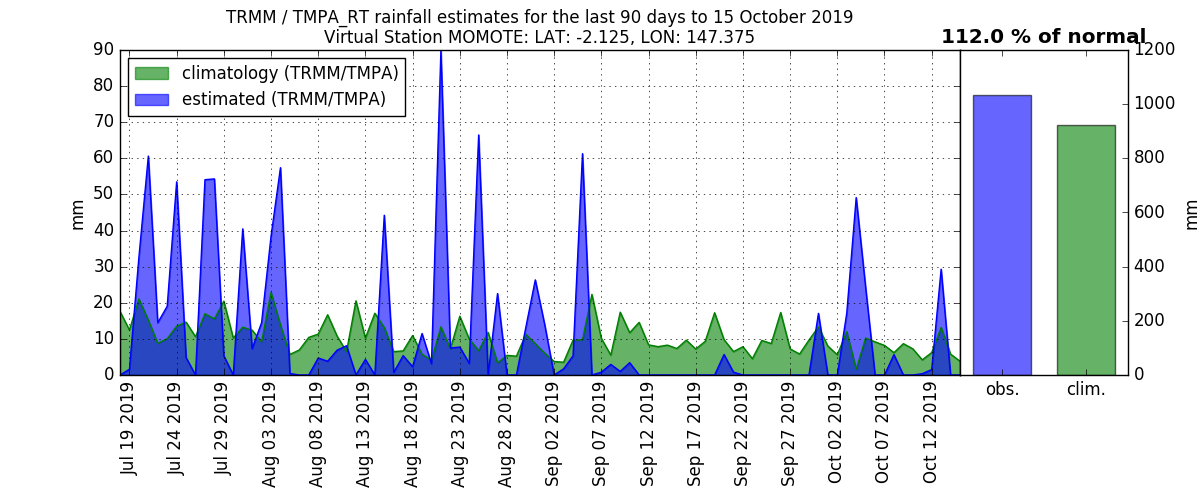 TRMM / TMPA_RT rainfall estimates for the last 90 days to 15 October 2019
Virtual Station MOMOTE: LAT: -2.125, LON: 147.375
112.0 % of normal
climatology (TRMM/TMPA)
estimated (TRMM/TMPA)
90
80
70
60
50
40
30
20
10
0
mm
Jul 19 2019
Jul 24 2019
Jul 29 2019
Aug 03 2019
Aug 08 2019
Aug 13 2019
Aug 18 2019
Aug 23 2019
Aug 28 2019
Sep 02 2019
Sep 07 2019
Sep 12 2019
Sep 17 2019
Sep 22 2019
Sep 27 2019
Oct 02 2019
Oct 07 2019
Oct 12 2019
obs.
clim.
1200
1000
800
600
400
200
0
mm